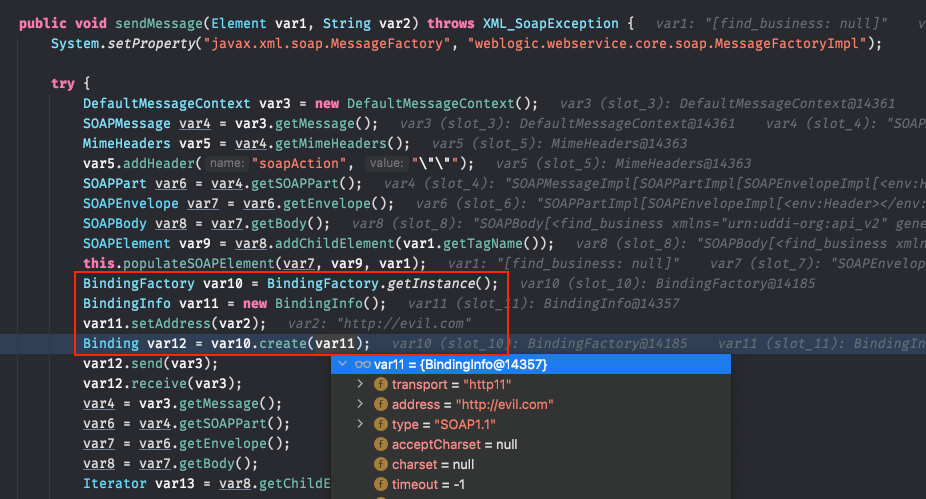 public void sendMessage(Element var1, String var2) throws XML_SoapException {   var1: "[find_business: null]"   v
System.setProperty("javax.xml.soap.MessageFactory", "weblogic.webservice.core.soap.MessageFactoryImpl");
try {
DefaultMessageContext var3 = new DefaultMessageContext();   var3 (slot_3): DefaultMessageContext@14361
SOAPMessage var4 = var3.getMessage();   var3 (slot_3): DefaultMessageContext@14361   var4 (slot_4): "SOAP
MimeHeaders var5 = var4.getMimeHeaders();   var5 (slot_5): MimeHeaders@14363
var5.addHeader( name: "soapAction", value: "\"\"");   var5 (slot_5): MimeHeaders@14363
SOAPPart var6 = var4.getSOAPPart();   var4 (slot_4): "SOAPMessageImpl[SOAPPartImpl[SOAPEnvelopeImpl[<env:H
SOAPEnvelope var7 = var6.getEnvelope();   var6 (slot_6): "SOAPPartImpl[SOAPEnvelopeImpl[<env:Header></env:
SOAPBody var8 = var7.getBody();   var8 (slot_8): "SOAPBody[<find_business xmlns="urn:uddi-org:api_v2" gene
SOAPElement var9 = var8.addChildElement(var1.getTagName());   var8 (slot_8): "SOAPBody[<find_business xmln
this.populateSOAPElement(var7, var9, var1);   var1: "[find_business: null]"   var7 (slot_7): "SOAPEnvelop
BindingFactory var10 = BindingFactory.getInstance();   var10 (slot_10): BindingFactory@14185
BindingInfo var11 = new BindingInfo();   var11 (slot_11): BindingInfo@14357
var11.setAddress(var2);   var2: "http://evil.com"
Binding var12 = var10.create(var11);   var10 (slot_10): BindingFactory@14185   var11 (slot_11): BindingIn
var12.send(var3);
var11 = {BindingInfo@14357}
var12.receive(var3);
transport = "http11"
var4 = var3.getMessage();
address = "http://evil.com"
var6 = var4.getSOAPPart();
type = "SOAP1.1"
var7 = var6.getEnvelope();
acceptCharset = null
var8 = var7.getBody();
charset = null
Iterator var13 = var8.getChildE
timeout = -1